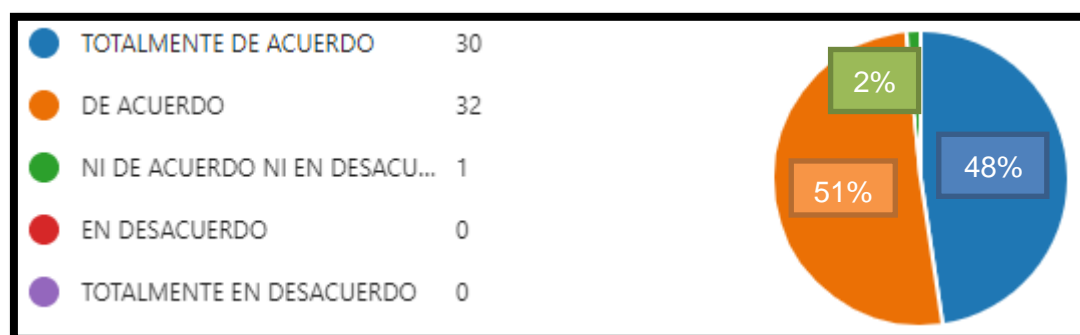 TOTALMENTE DE ACUERDO 30
DE ACUERDO 32
NI DE ACUERDO NI EN DESACU... 1
EN DESACUERDO 0
TOTALMENTE EN DESACUERDO 0
2%
48%
51%